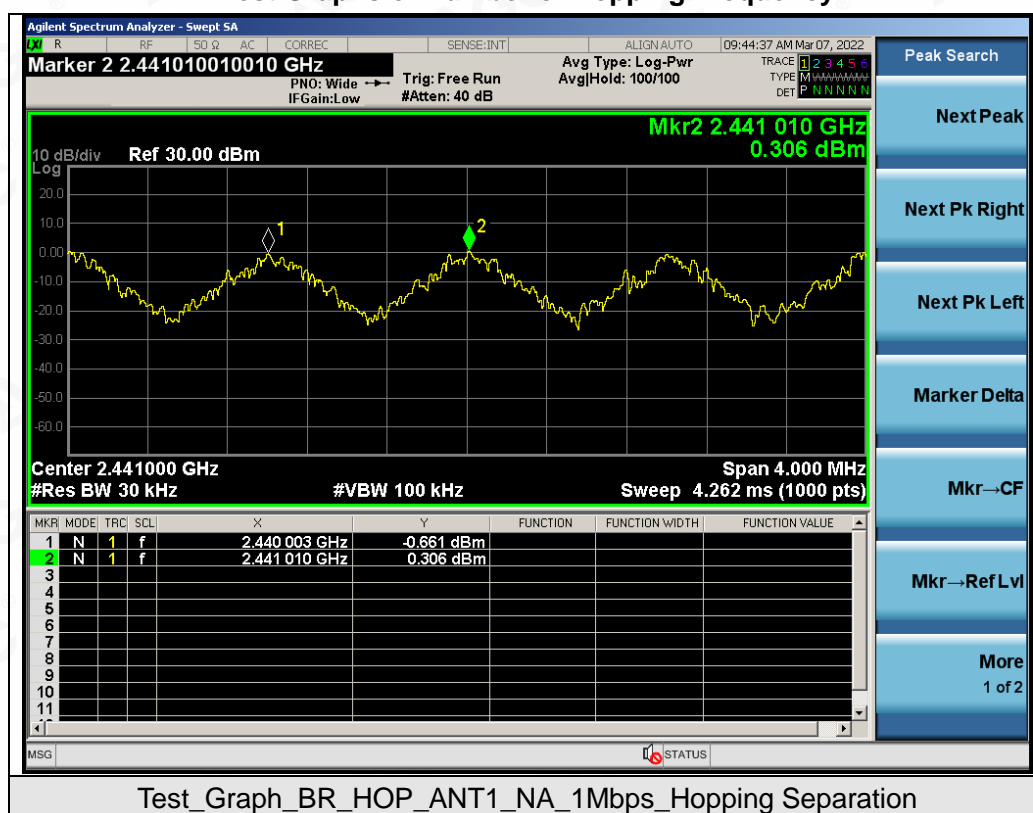 Agilent Spectrum Analyzer - Swept SA
LXI R RF 50 Ω AC CORREC SENSE:INT ALIGN AUTO 09:44:37 AM Mar 07, 2022
Marker 2 2.441010010010 GHz
PNO: Wide
IFGain:Low
Trig: Free Run
#Atten: 40 dB
Avg Type: Log-Pwr
Avg|Hold: 100/100
TRACE 1 2 3 4 5 6
TYPE M
DET P N N N N N
Peak Search
Next Peak
Next Pk Right
Next Pk Left
Marker Delta
Mkr→CF
Mkr→Ref Lvl
More
1 of 2
Mkr2 2.441 010 GHz
0.306 dBm
10 dB/div Ref 30.00 dBm
Log
20.0
10.0
0.00
-10.0
-20.0
-30.0
-40.0
-50.0
-60.0
1
2
Center 2.441000 GHz Span 4.000 MHz
#Res BW 30 kHz #VBW 100 kHz Sweep 4.262 ms (1000 pts)
MKR MODE TRC SCL X Y FUNCTION FUNCTION WIDTH FUNCTION VALUE
1 N 1 f 2.440 003 GHz -0.661 dBm
2 N 1 f 2.441 010 GHz 0.306 dBm
3
4
5
6
7
8
9
10
11
MSG STATUS
Test_Graph_BR_HOP_ANT1_NA_1Mbps_Hopping Separation